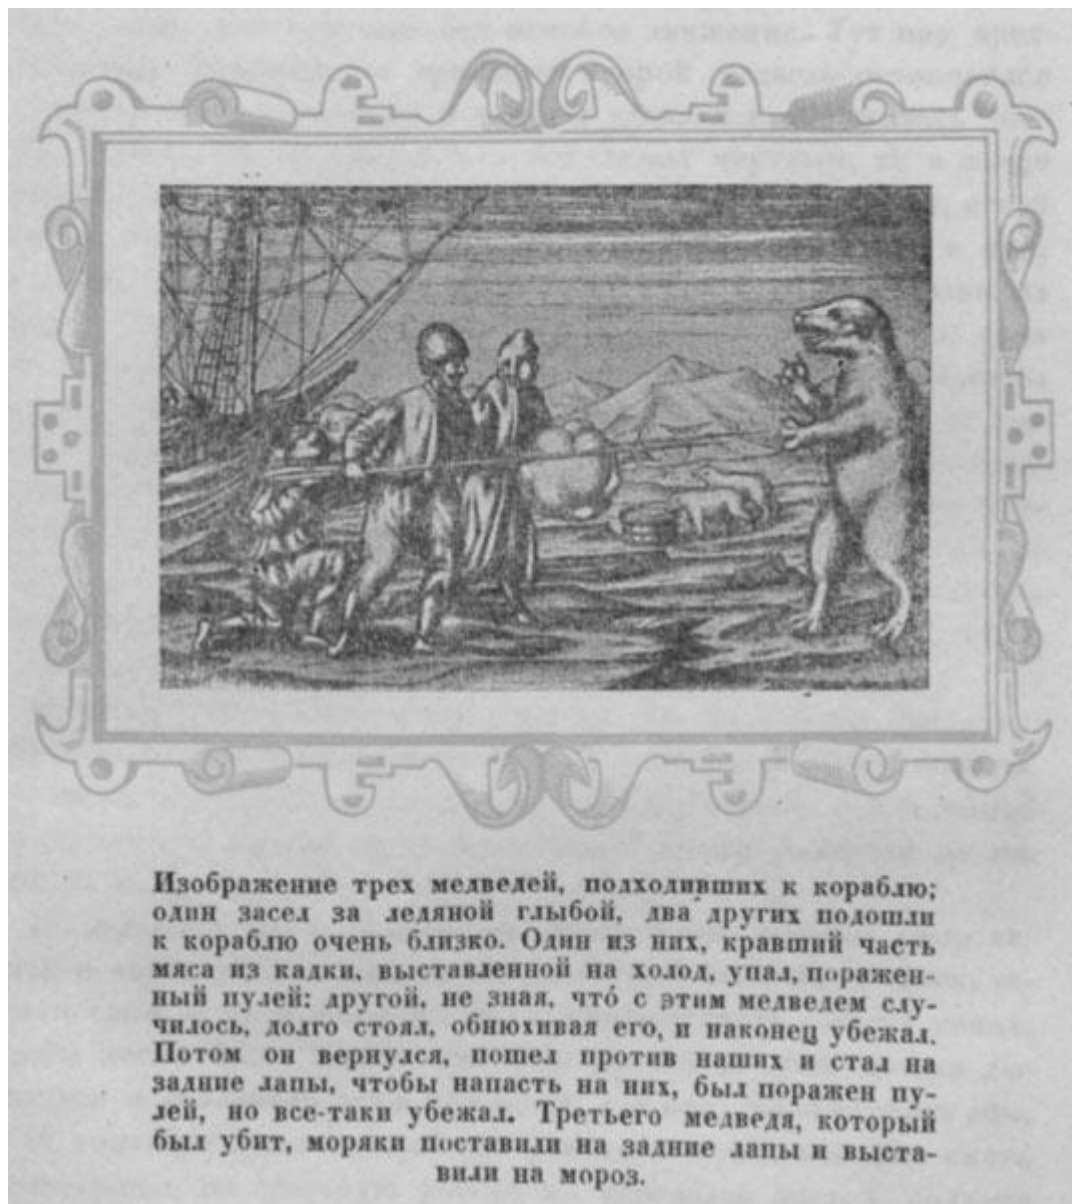 Изображение трех медведей, подходивших к кораблю;
один засел за ледяной глыбой, два других подошли
к кораблю очень близко. Один из них, кравший часть
мяса из кадки, выставленной на холод, упал, поражен-
ный пулей; другой, не зная, что́ с этим медведем слу-
чилось, долго стоял, обнюхивая его, и наконец убежал.
Потом он вернулся, пошел против наших и стал на
задние лапы, чтобы напасть на них, был поражен пу-
лей, но все-таки убежал. Третьего медведя, который
был убит, моряки поставили на задние лапы и выста-
вили на мороз.